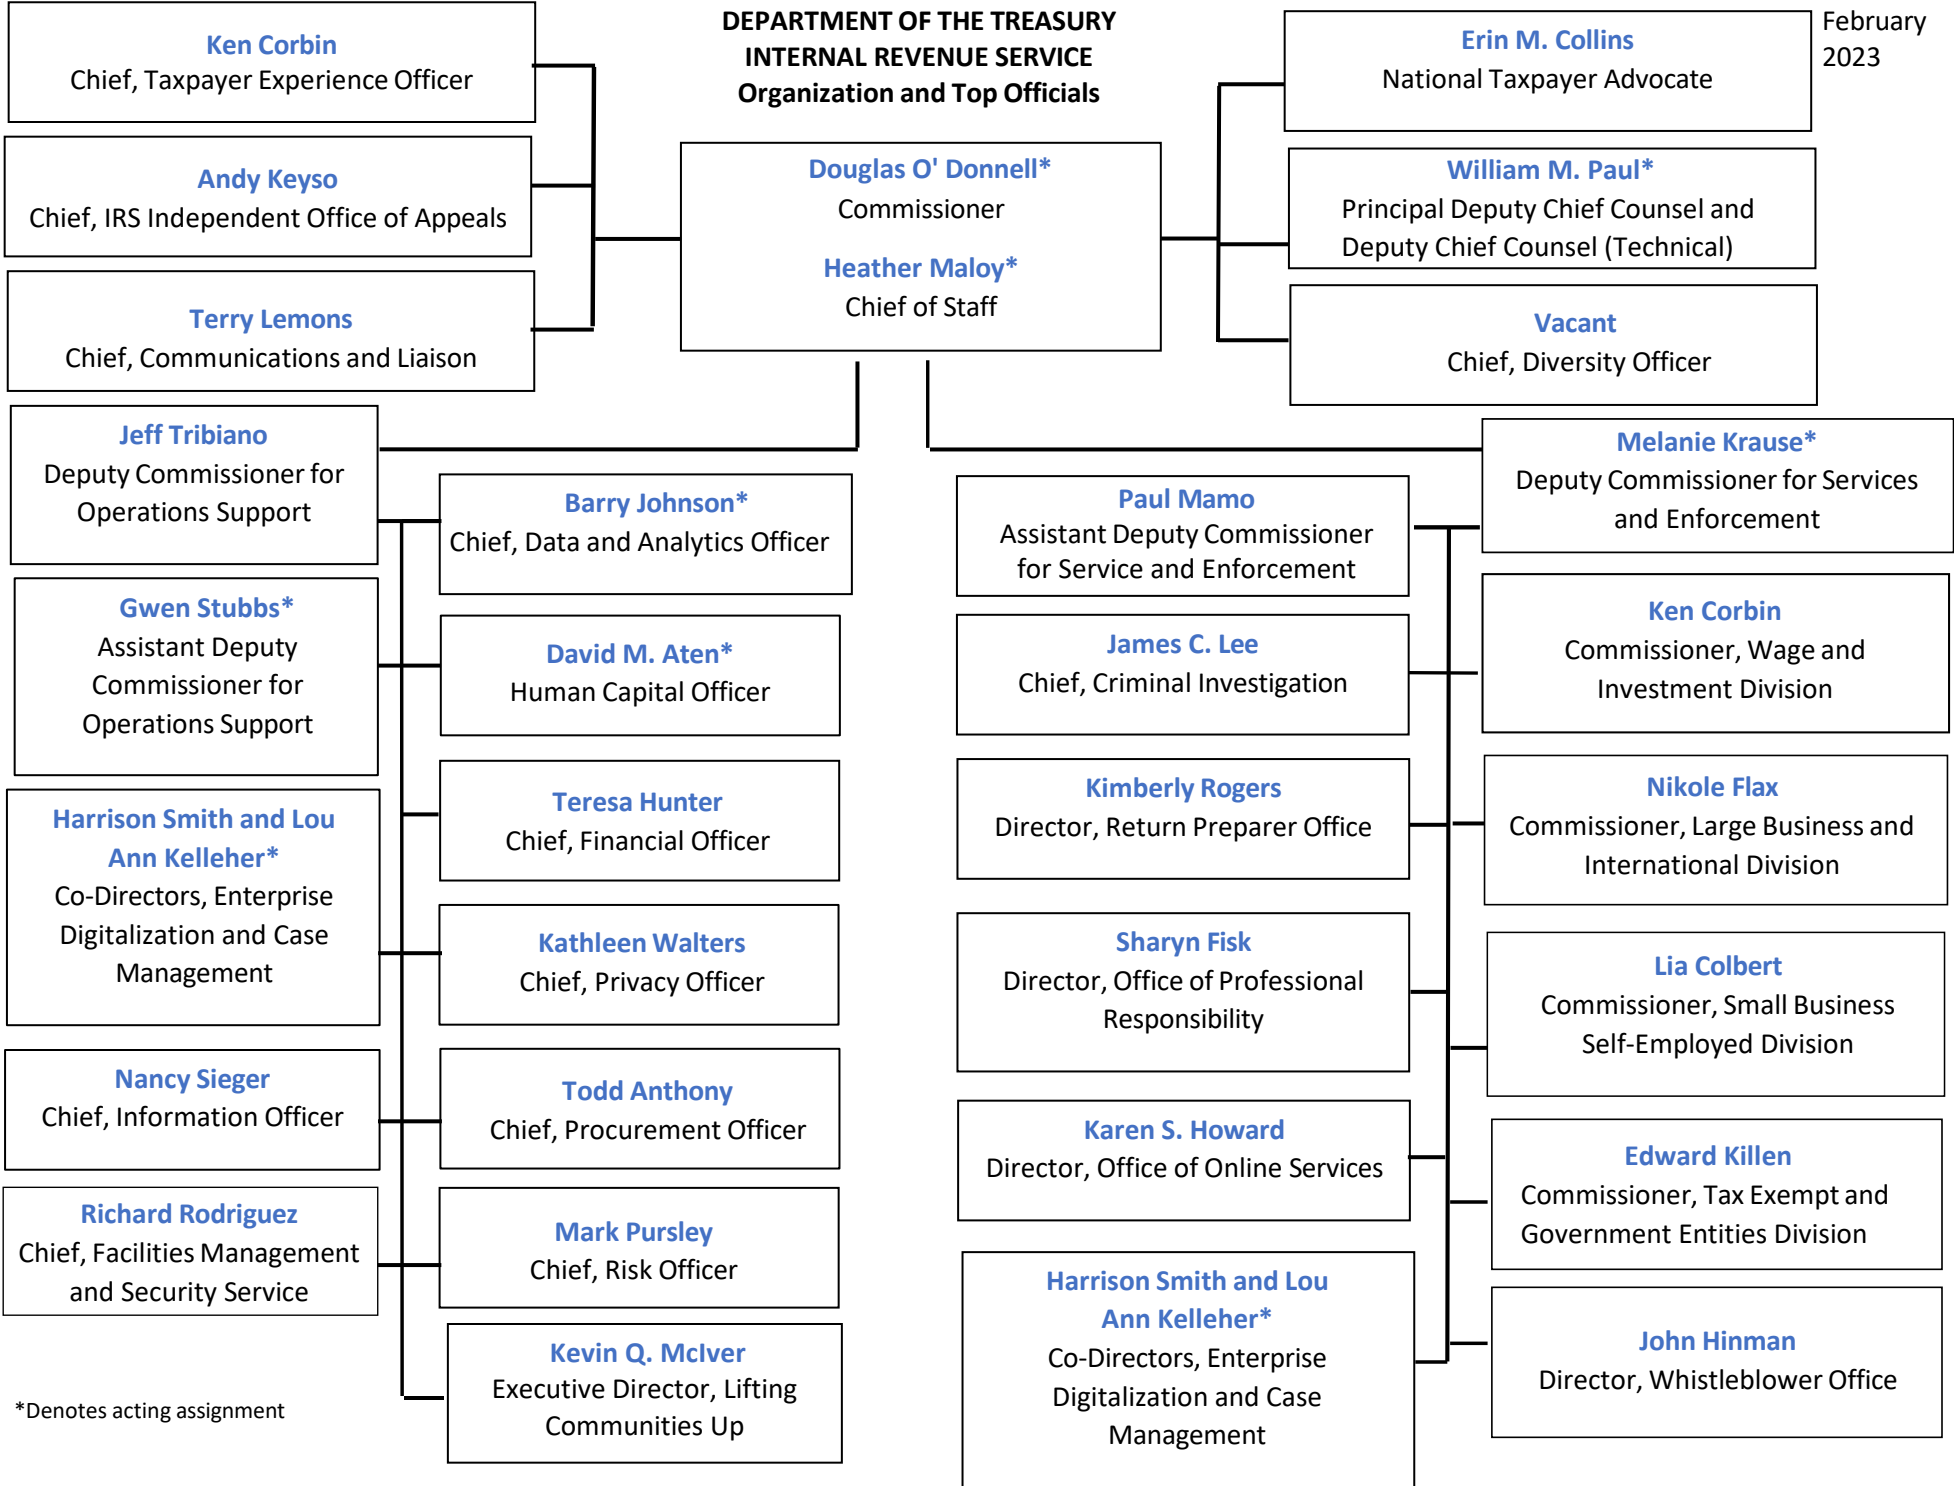 DEPARTMENT OF THE TREASURY
INTERNAL REVENUE SERVICE
Organization and Top Officials
February
2023
Ken Corbin
Chief, Taxpayer Experience Officer
Andy Keyso
Chief, IRS Independent Office of Appeals
Terry Lemons
Chief, Communications and Liaison
Douglas O' Donnell*
Commissioner
Heather Maloy*
Chief of Staff
Erin M. Collins
National Taxpayer Advocate
William M. Paul*
Principal Deputy Chief Counsel and
Deputy Chief Counsel (Technical)
Vacant
Chief, Diversity Officer
Jeff Tribiano
Deputy Commissioner for
Operations Support
Gwen Stubbs*
Assistant Deputy
Commissioner for
Operations Support
Harrison Smith and Lou
Ann Kelleher*
Co-Directors, Enterprise
Digitalization and Case
Management
Nancy Sieger
Chief, Information Officer
Richard Rodriguez
Chief, Facilities Management
and Security Service
Barry Johnson*
Chief, Data and Analytics Officer
David M. Aten*
Human Capital Officer
Teresa Hunter
Chief, Financial Officer
Kathleen Walters
Chief, Privacy Officer
Todd Anthony
Chief, Procurement Officer
Mark Pursley
Chief, Risk Officer
Kevin Q. McIver
Executive Director, Lifting
Communities Up
Paul Mamo
Assistant Deputy Commissioner
for Service and Enforcement
James C. Lee
Chief, Criminal Investigation
Kimberly Rogers
Director, Return Preparer Office
Sharyn Fisk
Director, Office of Professional
Responsibility
Karen S. Howard
Director, Office of Online Services
Harrison Smith and Lou
Ann Kelleher*
Co-Directors, Enterprise
Digitalization and Case
Management
Melanie Krause*
Deputy Commissioner for Services
and Enforcement
Ken Corbin
Commissioner, Wage and
Investment Division
Nikole Flax
Commissioner, Large Business and
International Division
Lia Colbert
Commissioner, Small Business
Self-Employed Division
Edward Killen
Commissioner, Tax Exempt and
Government Entities Division
John Hinman
Director, Whistleblower Office
*Denotes acting assignment